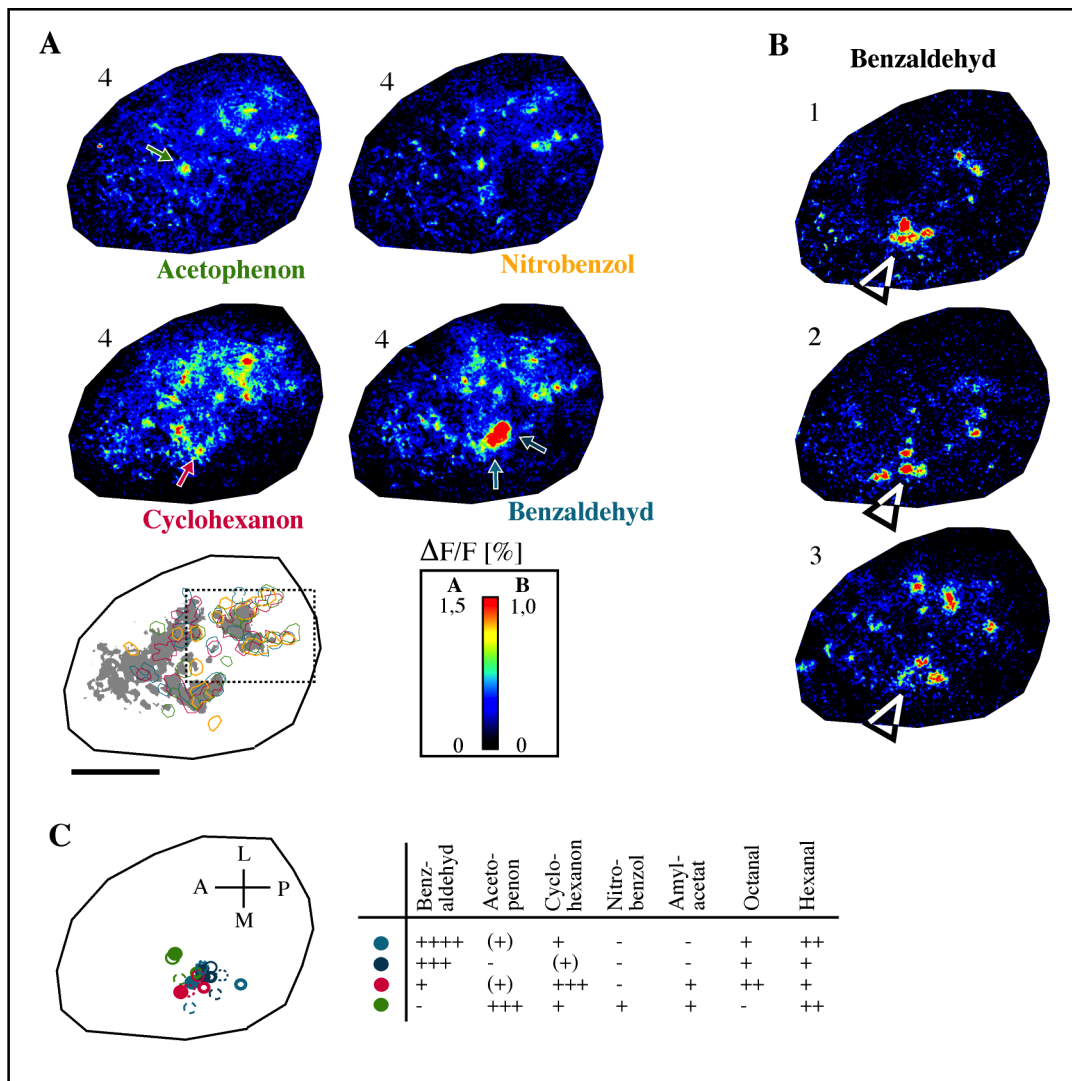 A
4
4
Acetophenon
Nitrobenzol
4
4
Cyclohexanon
Benzaldehyd
ΔF/F [%]
A B
1,5 1,0
0 0
B
Benzaldehyd
1
2
3
C
L
A P
M
Benz-
aldehyd
Aceto-
penon
Cyclo-
hexanon
Nitro-
benzol
Amyl-
acetat
Octanal
Hexanal
++++ (+) + - - + ++
+++ - (+) + +
+ (+) +++ - + ++ +
- +++ + + + - ++